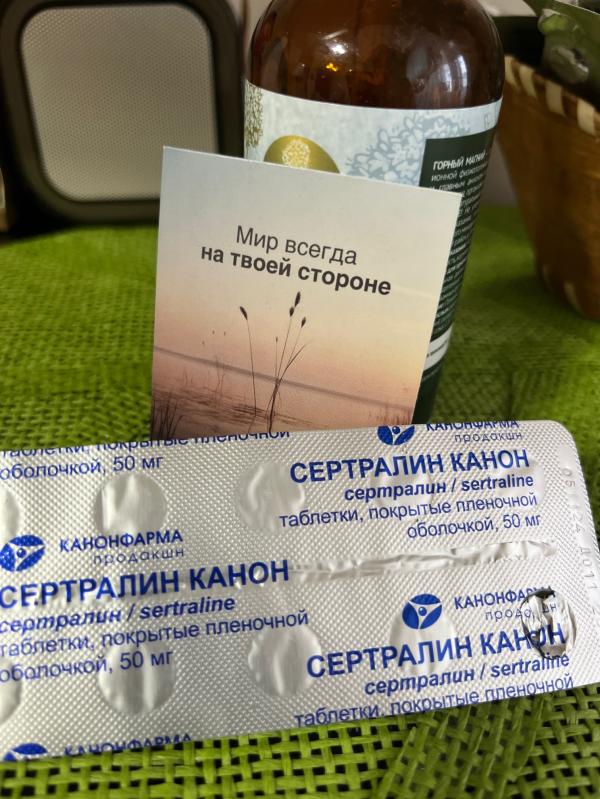 ГОРНЫЙ МАГНИЙ
Мир всегда
на твоей стороне
таблетки, покрытые пленочной
оболочкой, 50 мг
КАНОНФАРМА
продакшн
СЕРТРАЛИН КАНОН
сертралин / sertraline
таблетки, покрытые пленочной
оболочкой, 50 мг
КАНОНФАРМА
продакшн
СЕРТРАЛИН КАНОН
сертралин / sertraline
таблетки, покрытые пленочной
оболочкой, 50 мг
КАНОНФАРМА
продакшн
СЕРТРАЛИН КАНОН
сертралин / sertraline
таблетки, покрытые пленочной
КАНОНФАРМА